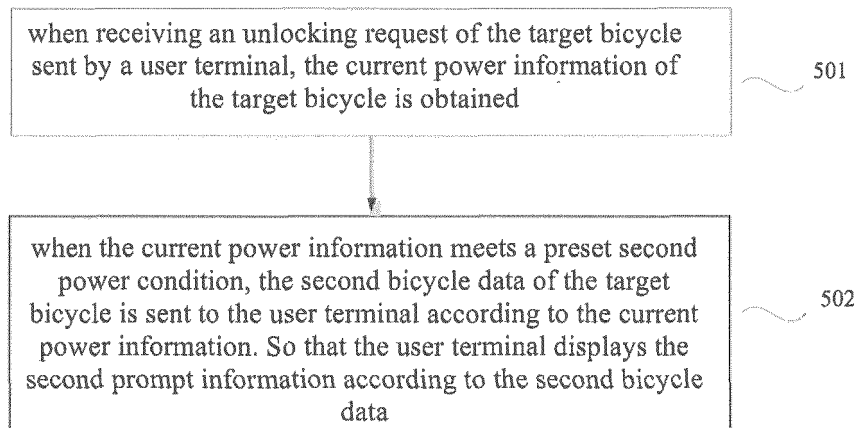 when receiving an unlocking request of the target bicycle
sent by a user terminal, the current power information of
the target bicycle is obtained
501
when the current power information meets a preset second
power condition, the second bicycle data of the target
bicycle is sent to the user terminal according to the current
power information. So that the user terminal displays the
second prompt information according to the second bicycle
data
502